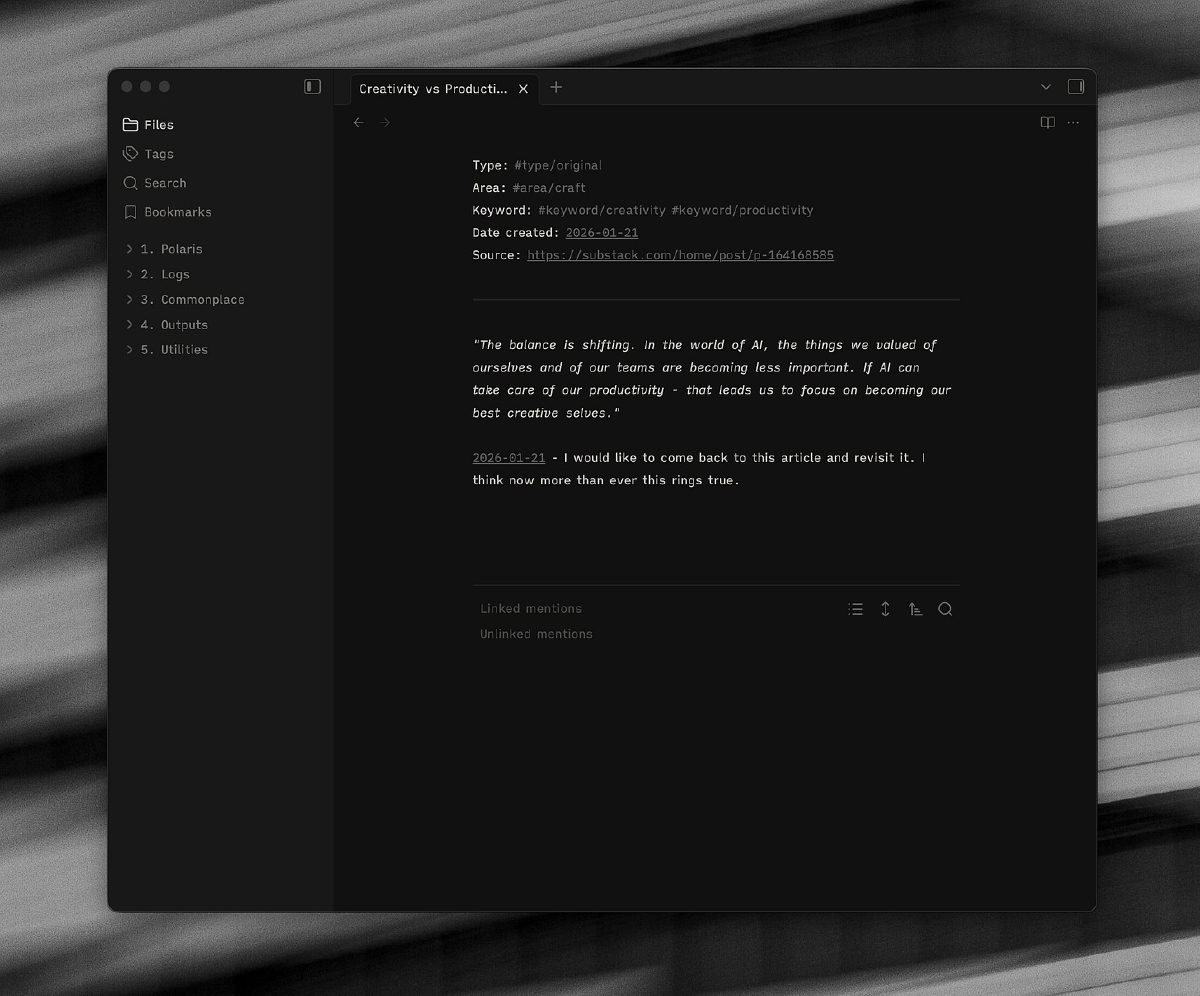 Creativity vs Producti...
Files
Tags
Search
Bookmarks
1. Polaris
2. Logs
3. Commonplace
4. Outputs
5. Utilities
Type: #type/original
Area: #area/craft
Keyword: #keyword/creativity #keyword/productivity
Date created: 2026-01-21
Source: https://substack.com/home/post/p-164168585
"The balance is shifting. In the world of AI, the things we valued of
ourselves and of our teams are becoming less important. If AI can
take care of our productivity - that leads us to focus on becoming our
best creative selves."
2026-01-21 - I would like to come back to this article and revisit it. I
think now more than ever this rings true.
Linked mentions
Unlinked mentions